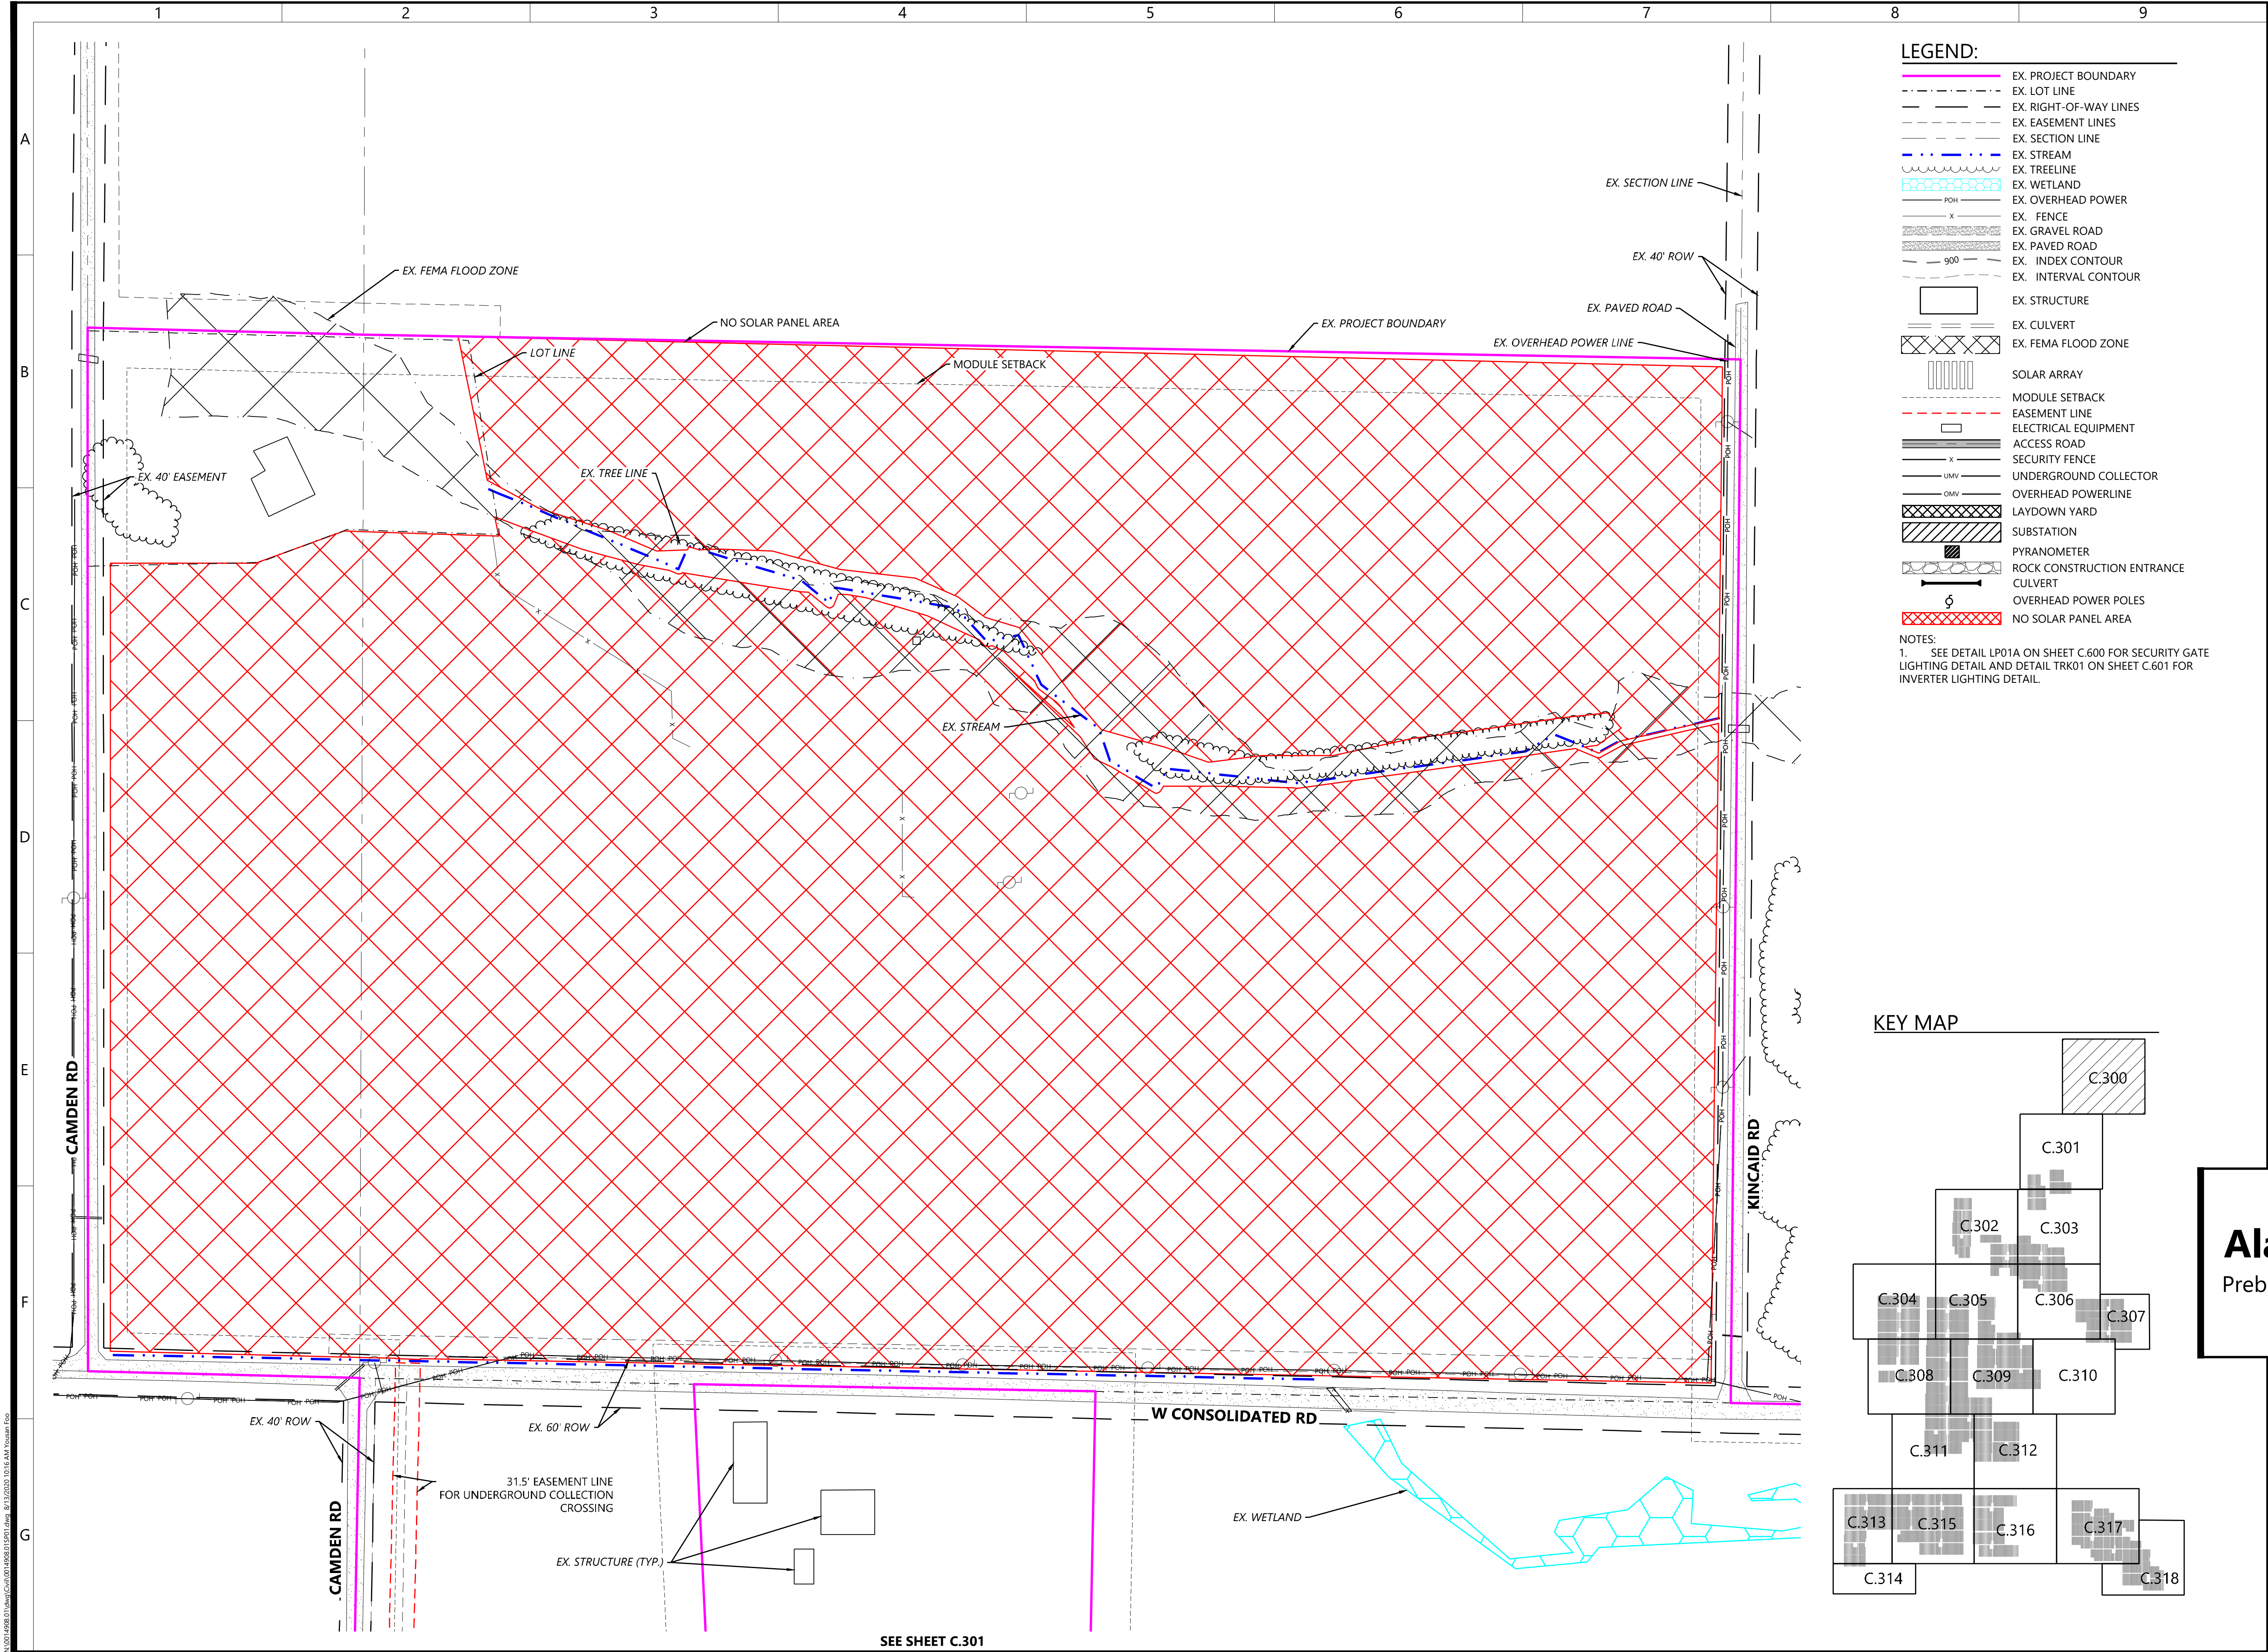 1 2 3 4 5 6 7 8 9
A
B
C
D
E
F
G
EX. SECTION LINE
EX. 40' ROW
EX. FEMA FLOOD ZONE
EX. PAVED ROAD
NO SOLAR PANEL AREA
EX. PROJECT BOUNDARY
EX. OVERHEAD POWER LINE
LOT LINE
MODULE SETBACK
EX. 40' EASEMENT
EX. TREE LINE
EX. STREAM
CAMDEN RD
KINCAID RD
W CONSOLIDATED RD
EX. 40' ROW
EX. 60' ROW
31.5' EASEMENT LINE
FOR UNDERGROUND COLLECTION
CROSSING
CAMDEN RD
EX. STRUCTURE (TYP.)
EX. WETLAND
SEE SHEET C.301
LEGEND:
EX. PROJECT BOUNDARY
EX. LOT LINE
EX. RIGHT-OF-WAY LINES
EX. EASEMENT LINES
EX. SECTION LINE
EX. STREAM
EX. TREELINE
EX. WETLAND
POH EX. OVERHEAD POWER
X EX. FENCE
EX. GRAVEL ROAD
EX. PAVED ROAD
900 EX. INDEX CONTOUR
EX. INTERVAL CONTOUR
EX. STRUCTURE
EX. CULVERT
EX. FEMA FLOOD ZONE
SOLAR ARRAY
MODULE SETBACK
EASEMENT LINE
ELECTRICAL EQUIPMENT
ACCESS ROAD
X SECURITY FENCE
UMV UNDERGROUND COLLECTOR
OMV OVERHEAD POWERLINE
LAYDOWN YARD
SUBSTATION
PYRANOMETER
ROCK CONSTRUCTION ENTRANCE
CULVERT
OVERHEAD POWER POLES
NO SOLAR PANEL AREA
NOTES:
1. SEE DETAIL LP01A ON SHEET C.600 FOR SECURITY GATE
LIGHTING DETAIL AND DETAIL TRK01 ON SHEET C.601 FOR
INVERTER LIGHTING DETAIL.
KEY MAP
C.300
C.301
C.302 C.303
C.304 C.305 C.306 C.307
C.308 C.309 C.310
C.311 C.312
C.313 C.315 C.316 C.317
C.314 C.318
Ala
Preb